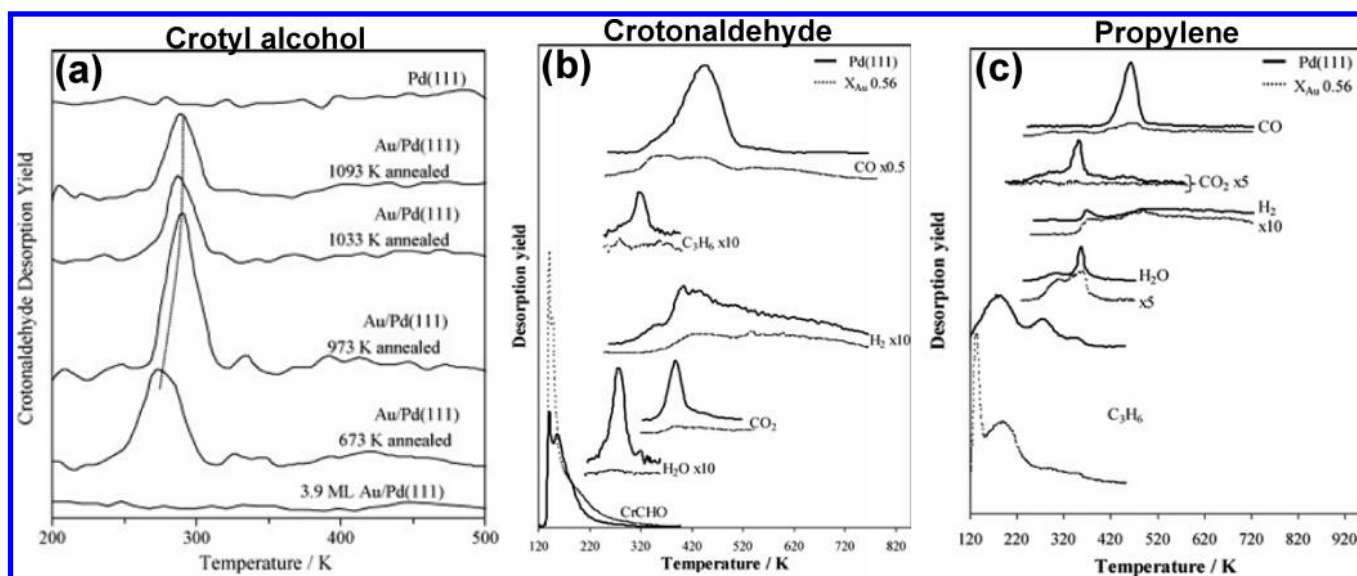 Crotyl alcohol
(a)
Pd(111)
Au/Pd(111)
1093 K annealed
Au/Pd(111)
1033 K annealed
Au/Pd(111)
973 K annealed
Au/Pd(111)
673 K annealed
3.9 ML Au/Pd(111)
Crotonaldehyde Desorption Yield
200 300 400 500
Temperature / K
Crotonaldehyde
(b)
Pd(111)
XAu 0.56
CO x0.5
C3H6 x10
H2 x10
CO2
H2O x10
CrCHO
Desorption yield
120 220 320 420 520 620 720 820
Temperature / K
Propylene
(c)
Pd(111)
XAu 0.56
CO
CO2 x5
H2
x10
H2O
x5
C3H6
Desorption yield
120 220 320 420 520 620 720 820 920
Temperature / K